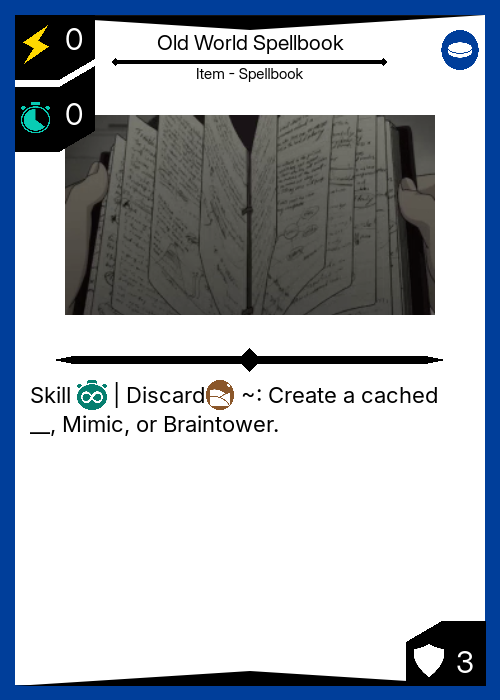 0
Old World Spellbook
Item - Spellbook
0
Skill | Discard ~: Create a cached
__, Mimic, or Braintower.
3